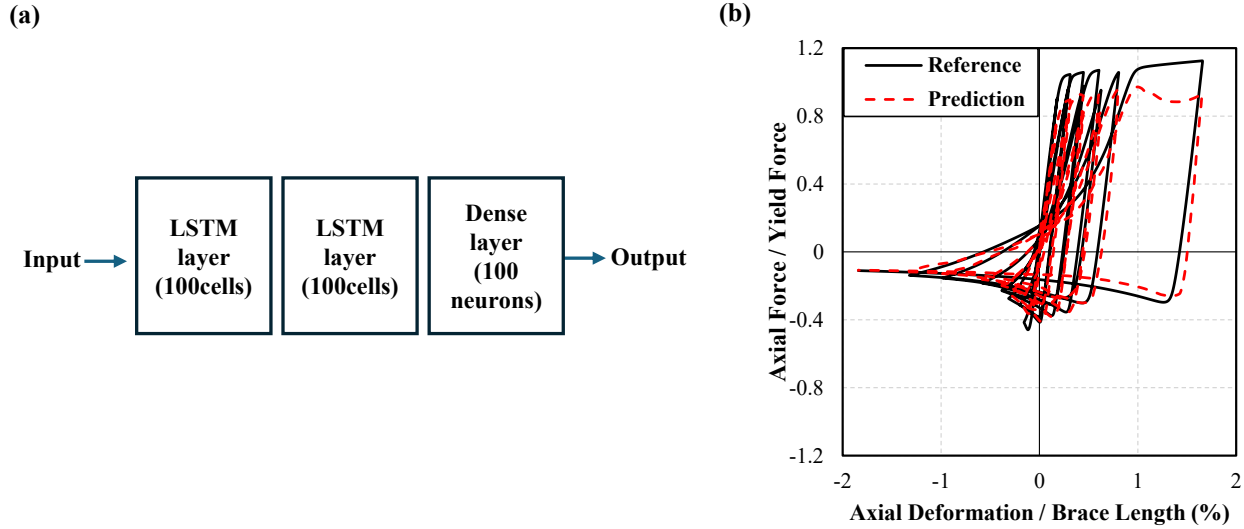 (a)
Input
LSTM
layer
(100cells)
LSTM
layer
(100cells)
Dense
layer
(100
neurons)
Output
(b)
Axial Force / Yield Force
1.2
0.8
0.4
0
-0.4
-0.8
-1.2
Reference
Prediction
-2
-1
0
1
2
Axial Deformation / Brace Length (%)